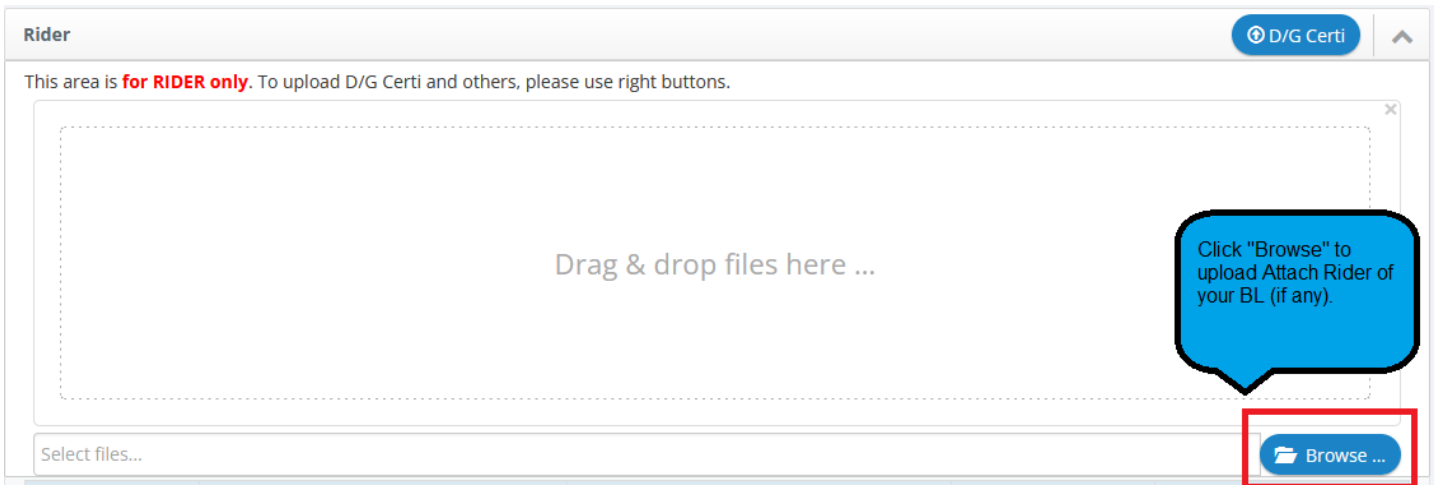 Rider
D/G Certi
This area is for RIDER only. To upload D/G Certi and others, please use right buttons.
Drag & drop files here ...
Click "Browse" to
upload Attach Rider of
your BL (if any).
Select files...
Browse ...